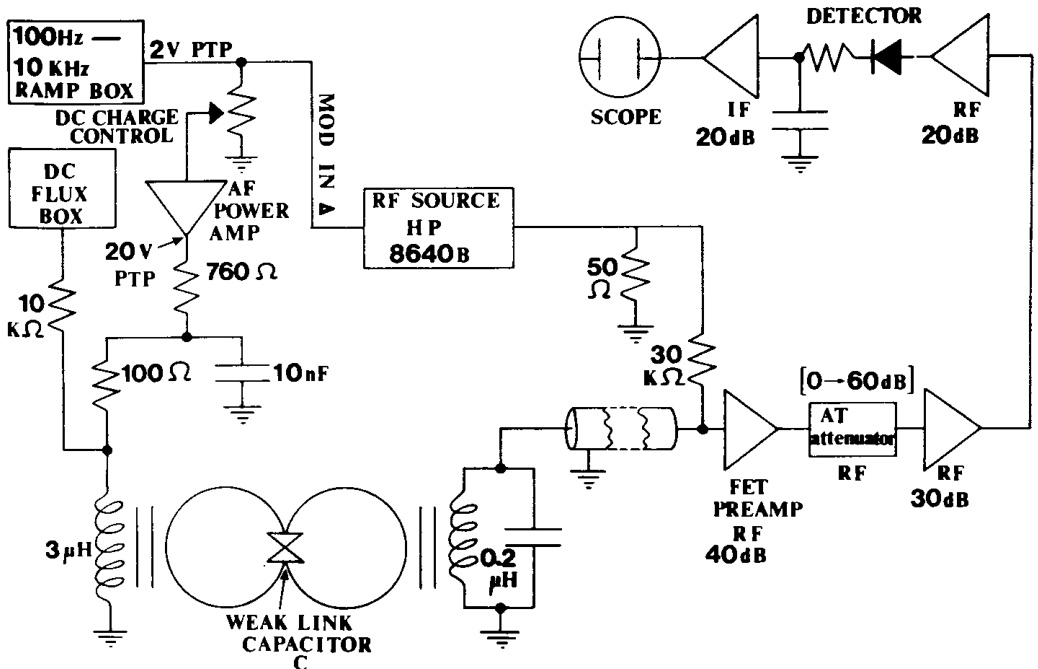 100Hz —
10 KHz
RAMP BOX
2V PTP
DC CHARGE
CONTROL
DC
FLUX
BOX
AF
POWER
AMP
20V
PTP
760 Ω
10
KΩ
100 Ω
10nF
3 μH
WEAK LINK
CAPACITOR
C
0.2
μH
MOD IN Δ
RF SOURCE
HP
8640B
50
Ω
30
KΩ
SCOPE
IF
20dB
DETECTOR
RF
20dB
FET
PREAMP
RF
40dB
[0→60dB]
AT
attenuator
RF
RF
30dB